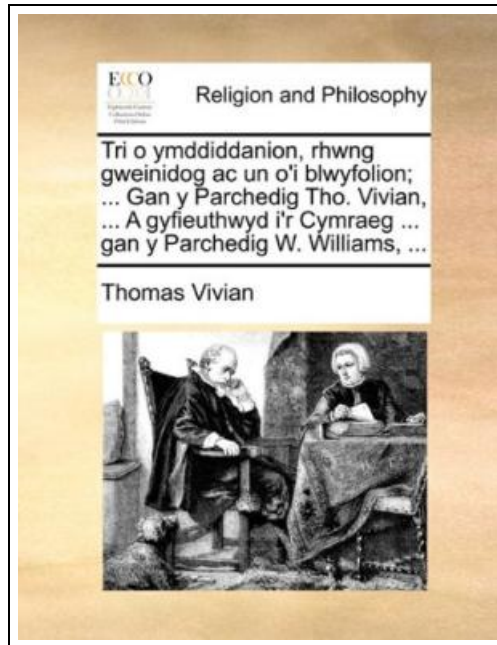 ECCO
Religion and Philosophy
Tri o ymddiddanion, rhwng
gweinidog ac un o'i blwyfolion;
... Gan y Parchedig Tho. Vivian,
... A gyfieuthwyd i'r Cymraeg ...
gan y Parchedig W. Williams, ...
Thomas Vivian